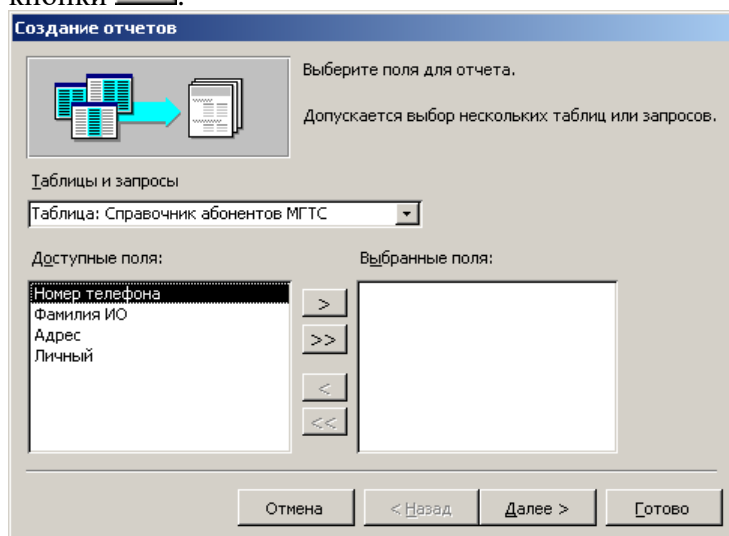 кнопки .
Создание отчетов
Выберите поля для отчета.
Допускается выбор нескольких таблиц или запросов.
Таблицы и запросы
Таблица: Справочник абонентов МГТС
Доступные поля:
Выбранные поля:
Номер телефона
Фамилия ИО
Адрес
Личный
>
>>
<
<<
Отмена
< Назад
Далее >
Готово